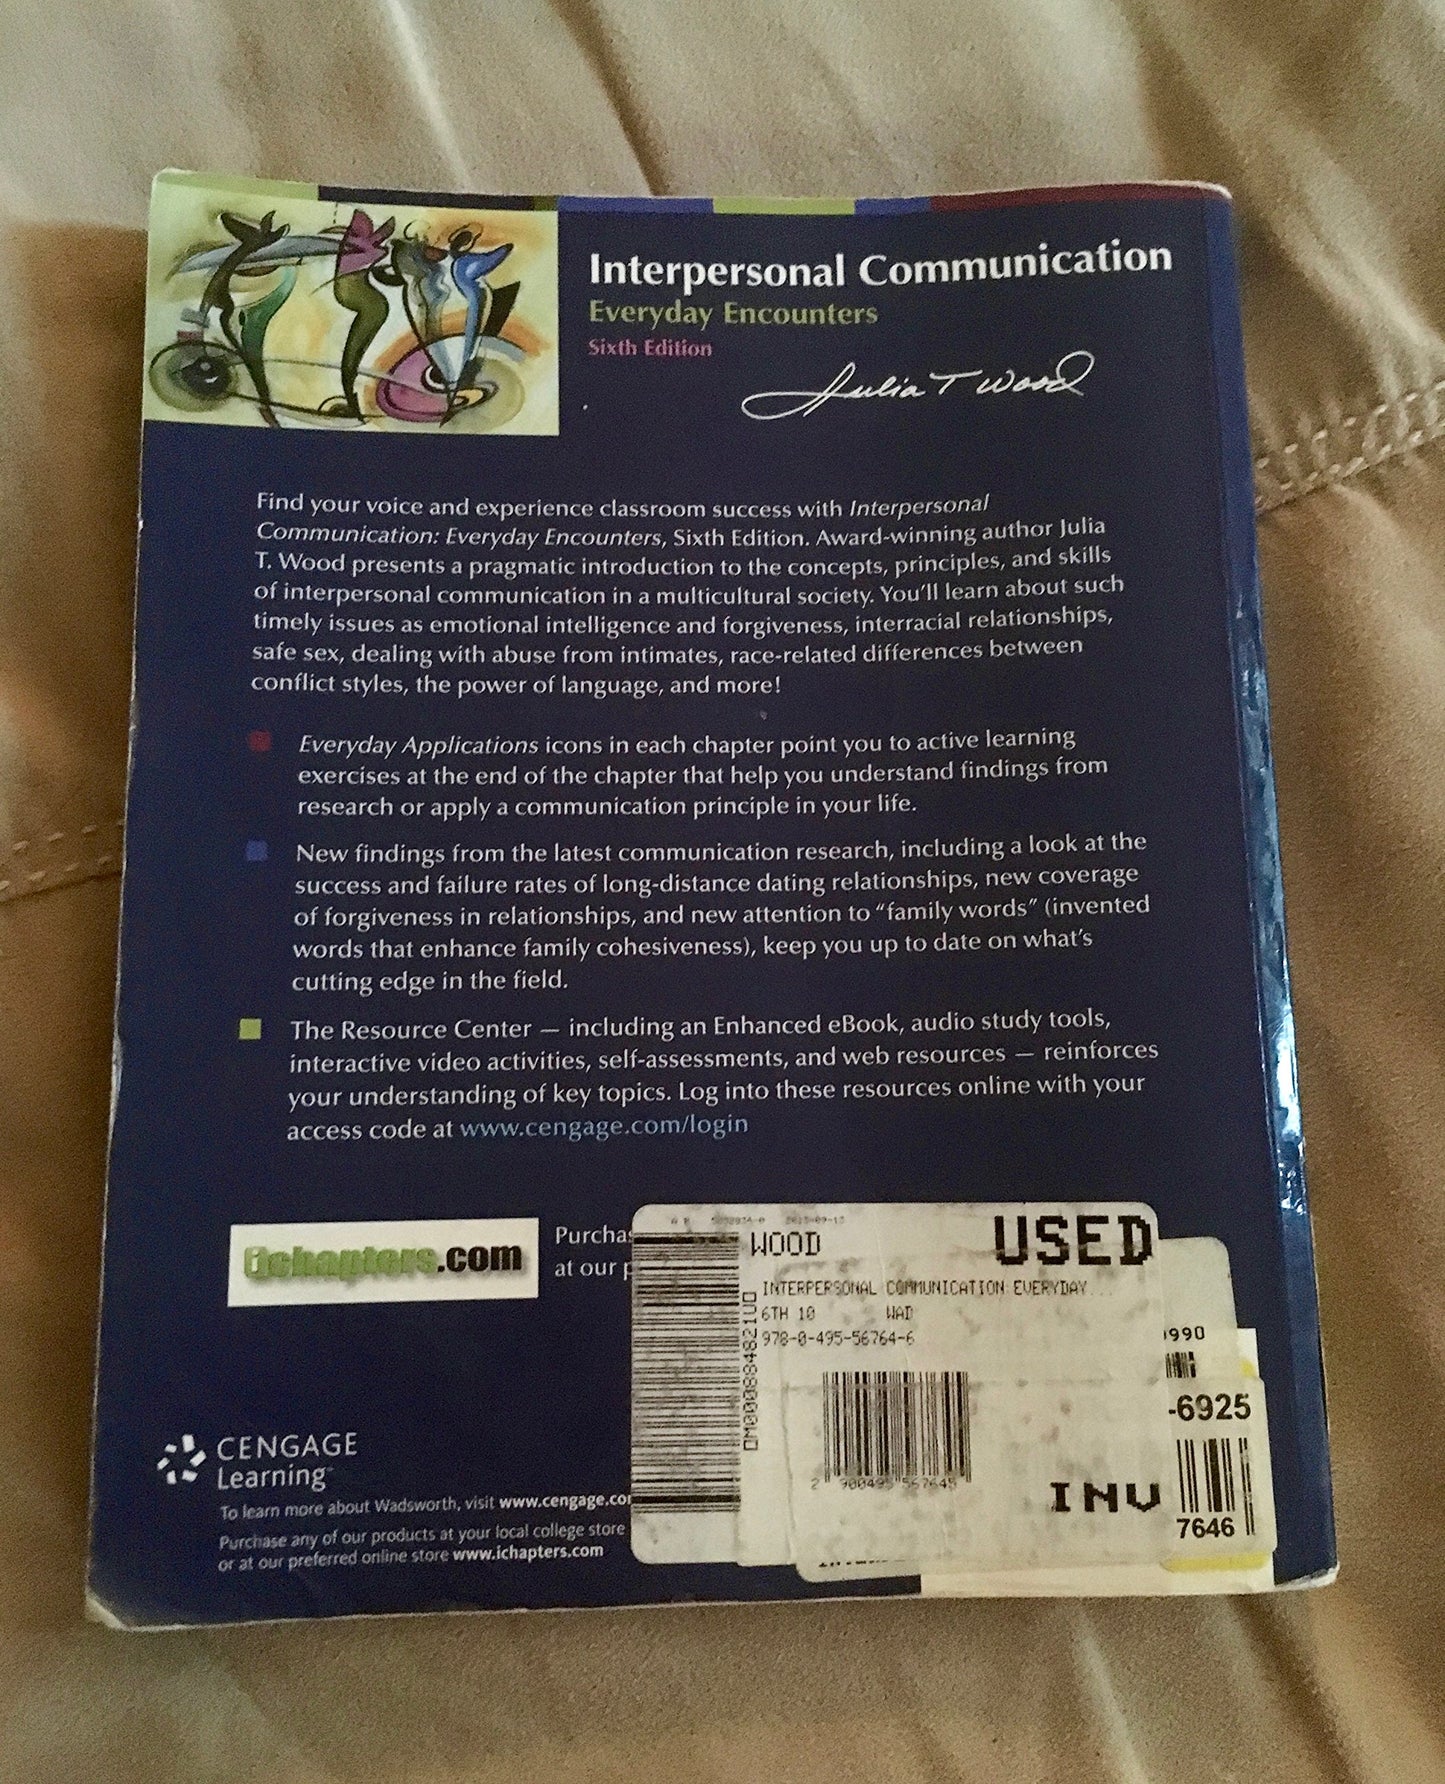 Interpersonal Communication
Everyday Encounters
Sixth Edition
Julia T Wood
Find your voice and experience classroom success with Interpersonal
Communication: Everyday Encounters, Sixth Edition. Award-winning author Julia
T. Wood presents a pragmatic introduction to the concepts, principles, and skills
of interpersonal communication in a multicultural society. You'll learn about such
timely issues as emotional intelligence and forgiveness, interracial relationships,
safe sex, dealing with abuse from intimates, race-related differences between
conflict styles, the power of language, and more!
Everyday Applications icons in each chapter point you to active learning
exercises at the end of the chapter that help you understand findings from
research or apply a communication principle in your life.
New findings from the latest communication research, including a look at the
success and failure rates of long-distance dating relationships, new coverage
of forgiveness in relationships, and new attention to “family words” (invented
words that enhance family cohesiveness), keep you up to date on what's
cutting edge in the field.
The Resource Center — including an Enhanced eBook, audio study tools,
interactive video activities, self-assessments, and web resources — reinforces
your understanding of key topics. Log into these resources online with your
access code at www.cengage.com/login
ichapters.com
Purchas
at our p
WOOD USED
INTERPERSONAL COMMUNICATION EVERYDAY...
6TH 10 WAD
978-0-495-56764-6
0M000884821U0
2 900495 567645
INV
990
-6925
7646
CENGAGE
Learning
To learn more about Wadsworth, visit www.cengage.co
Purchase any of our products at your local college store
or at our preferred online store www.ichapters.com